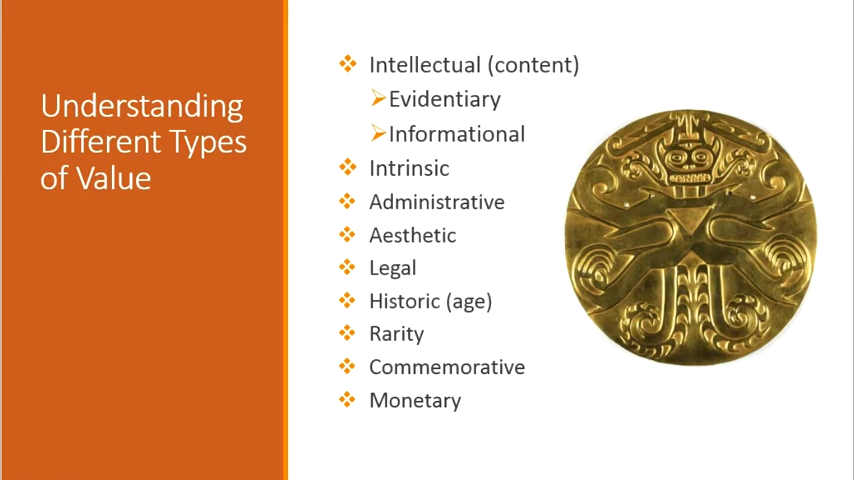 Understanding
Different Types
of Value
Intellectual (content)
Evidentiary
Informational
Intrinsic
Administrative
Aesthetic
Legal
Historic (age)
Rarity
Commemorative
Monetary